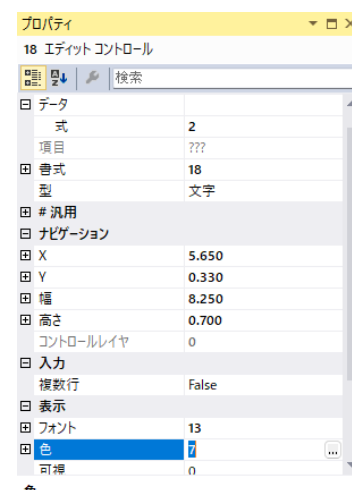 プロパティ
18 エディット コントロール
検索
データ
式 2
項目 ???
書式 18
型 文字
# 汎用
ナビゲーション
X 5.650
Y 0.330
幅 8.250
高さ 0.700
コントロールレイヤ 0
入力
複数行 False
表示
フォント 13
色 7 ...
可視 0
色